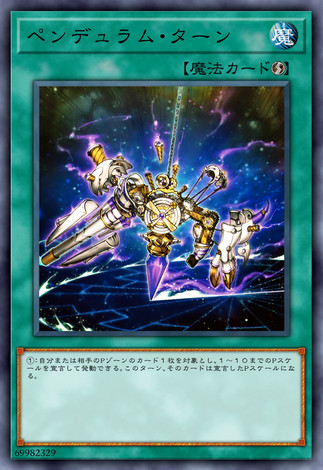 ペンデュラム・ターン
魔
【魔法カード】
①:自分または相手のPゾーンのカード１枚を対象とし、１～１０までのPスケ
ールを宣言して発動できる。このターン、そのカードは宣言したPスケールにな
る。
69982329